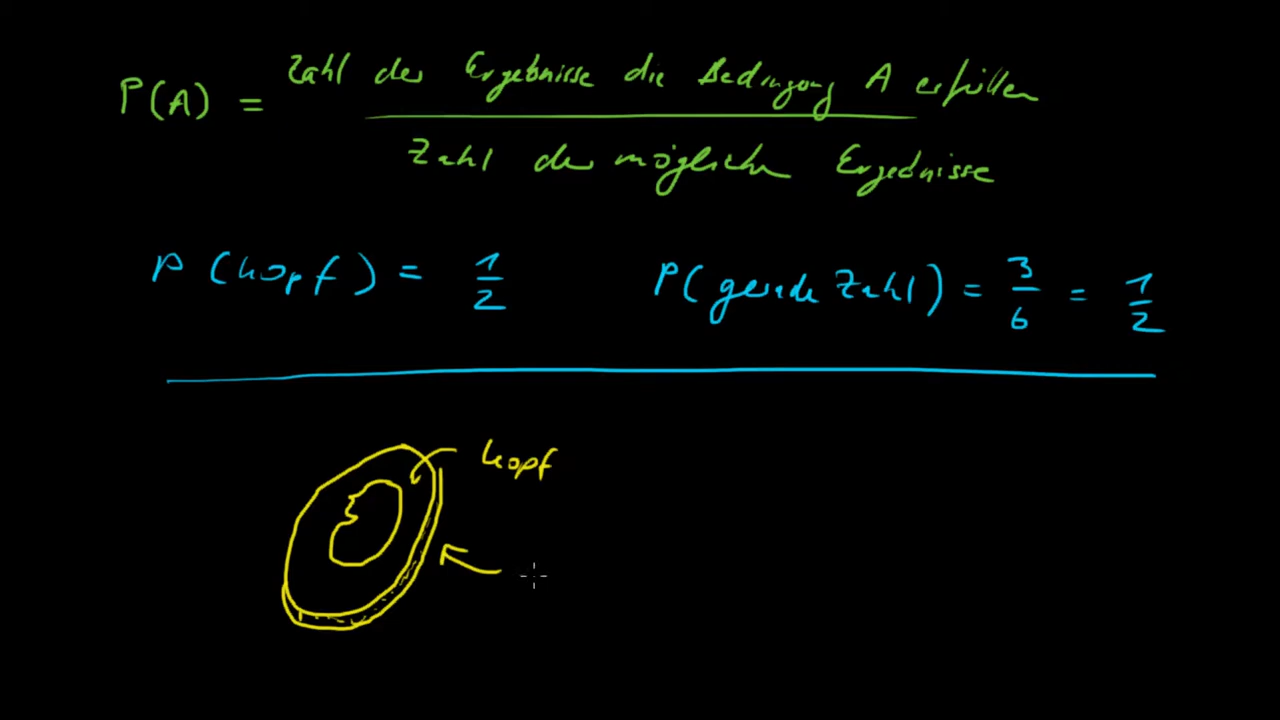 P(A) = Zahl der Ergebnisse die Bedingung A erfüllen
Zahl der möglichen Ergebnisse
P (Kopf) = 1/2
P(gerade Zahl) = 3/6 = 1/2
Kopf